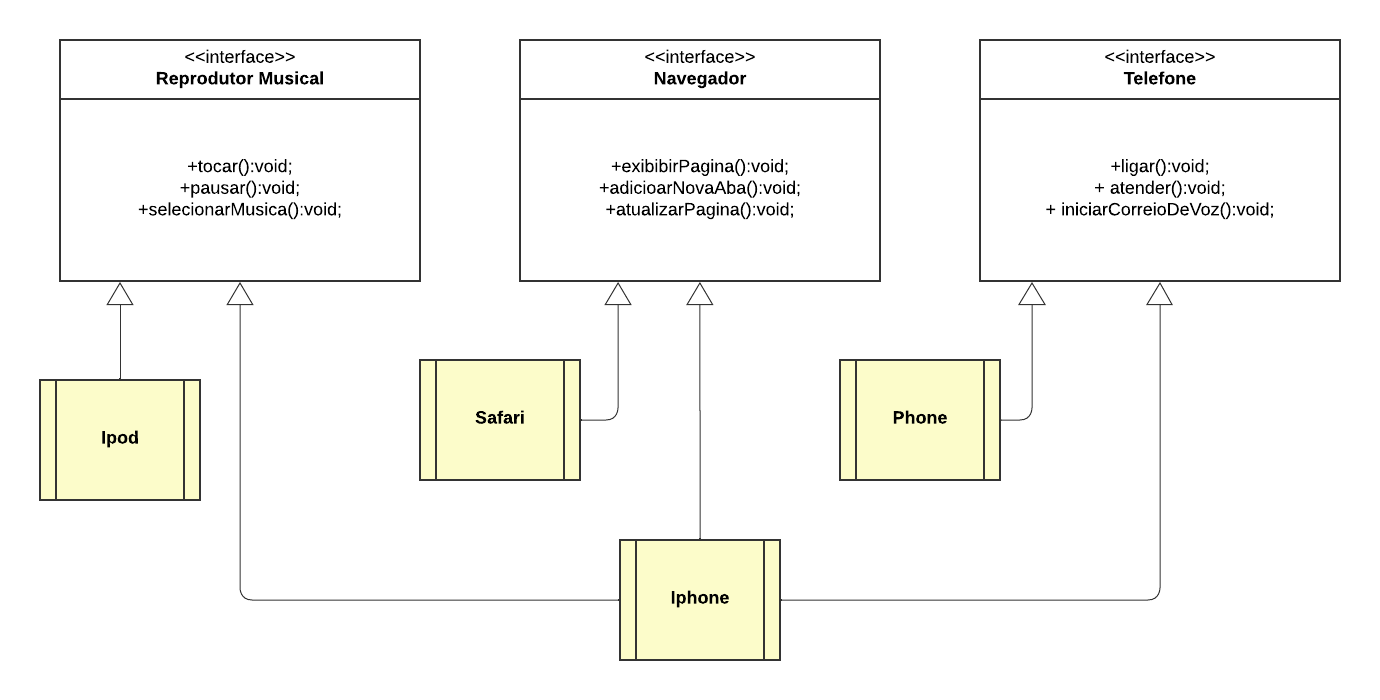 <<interface>>
Reprodutor Musical
+tocar():void;
+pausar():void;
+selecionarMusica():void;
<<interface>>
Navegador
+exibibirPagina():void;
+adicioarNovaAba():void;
+atualizarPagina():void;
<<interface>>
Telefone
+ligar():void;
+ atender():void;
+ iniciarCorreioDeVoz():void;
Ipod
Safari
Phone
Iphone